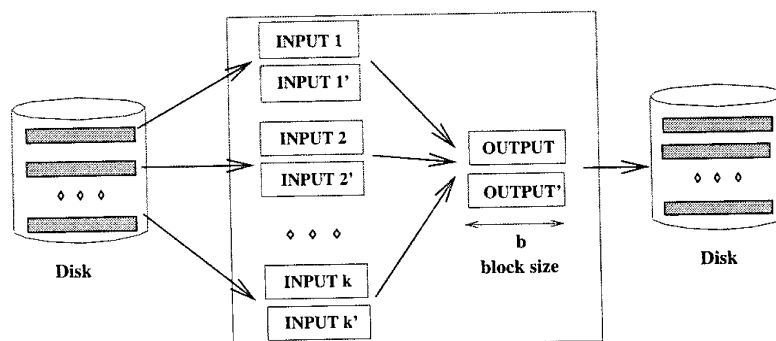 INPUT 1
INPUT 1'
INPUT 2
INPUT 2'
INPUT k
INPUT k'
OUTPUT
OUTPUT'
b
block size
Disk
Disk